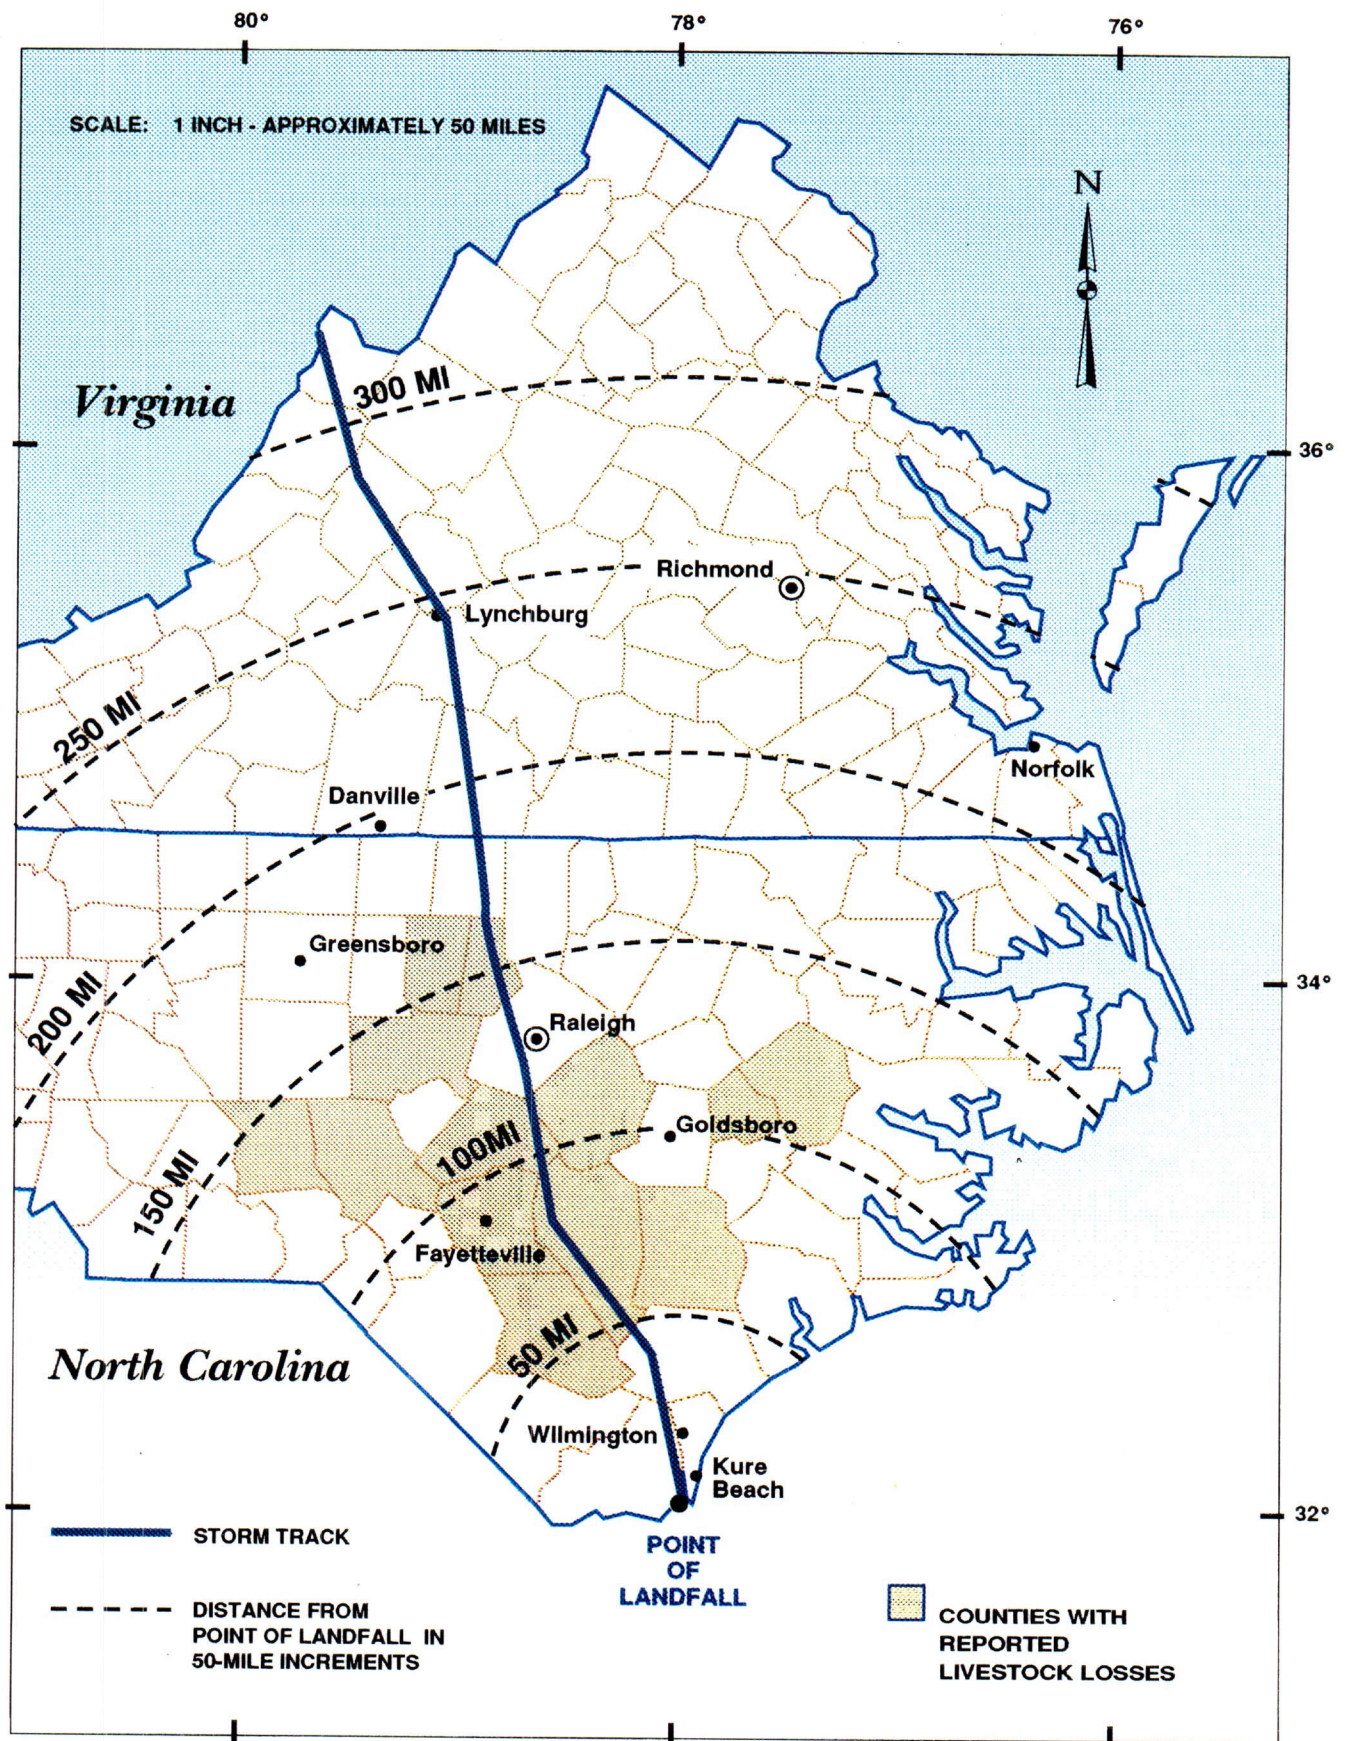 80°
78°
76°
SCALE: 1 INCH - APPROXIMATELY 50 MILES
N
300 MI
Virginia
36°
Richmond
Lynchburg
250 MI
Norfolk
Danville
Greensboro
34°
200 MI
Raleigh
Goldsboro
100MI
150 MI
Fayetteville
50 MI
North Carolina
WIlmington
Kure
Beach
32°
STORM TRACK
POINT
OF
LANDFALL
DISTANCE FROM
POINT OF LANDFALL IN
50-MILE INCREMENTS
COUNTIES WITH
REPORTED
LIVESTOCK LOSSES